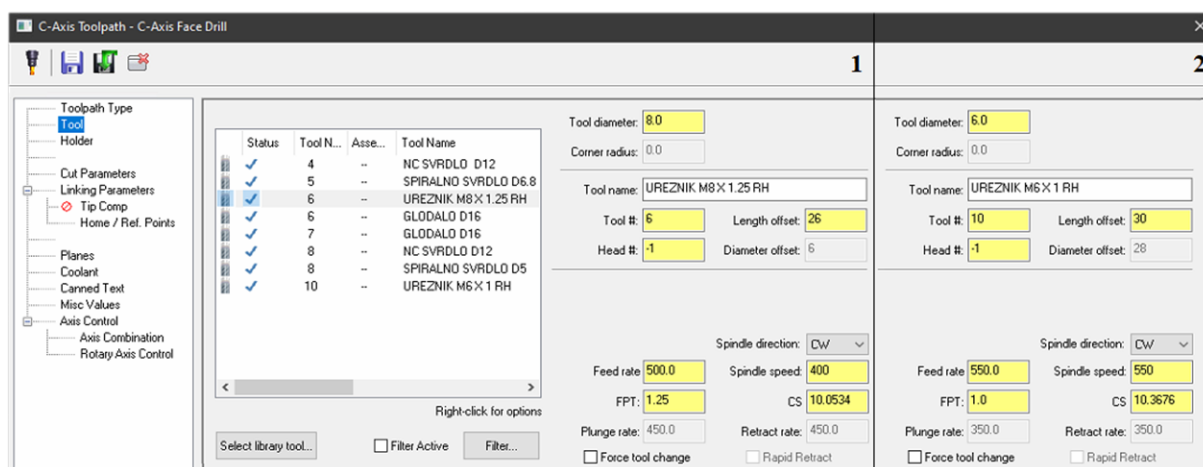 C-Axis Toolpath - C-Axis Face Drill
1
2
Toolpath Type
Tool
Holder
Cut Parameters
Linking Parameters
Tip Comp
Home / Ref. Points
Planes
Coolant
Canned Text
Misc Values
Axis Control
Axis Combination
Rotary Axis Control
Status Tool N... Asse... Tool Name
4 -- NC SVRDLO D12
5 -- SPIRALNO SVRDLO D6.8
6 -- UREZNIK M8 X 1.25 RH
6 -- GLODALO D16
7 -- GLODALO D16
8 -- NC SVRDLO D12
8 -- SPIRALNO SVRDLO D5
10 -- UREZNIK M6 X 1 RH
Right-click for options
Select library tool...
Filter Active
Filter...
Tool diameter: 8.0
Corner radius: 0.0
Tool name: UREZNIK M8 X 1.25 RH
Tool #: 6 Length offset: 26
Head #: -1 Diameter offset: 6
Spindle direction: CW
Feed rate 500.0 Spindle speed: 400
FPT: 1.25 CS 10.0534
Plunge rate: 450.0 Retract rate: 450.0
Force tool change Rapid Retract
Tool diameter: 6.0
Corner radius: 0.0
Tool name: UREZNIK M6 X 1 RH
Tool #: 10 Length offset: 30
Head #: -1 Diameter offset: 28
Spindle direction: CW
Feed rate 550.0 Spindle speed: 550
FPT: 1.0 CS 10.3676
Plunge rate: 350.0 Retract rate: 350.0
Force tool change Rapid Retract